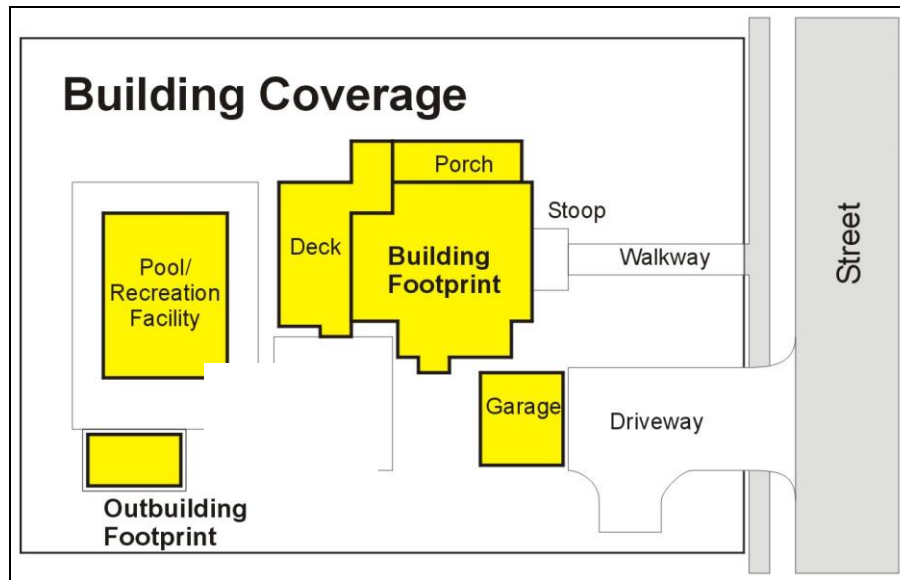 Building Coverage
Porch
Stoop
Deck
Building
Footprint
Walkway
Street
Pool/
Recreation
Facility
Garage
Driveway
Outbuilding
Footprint